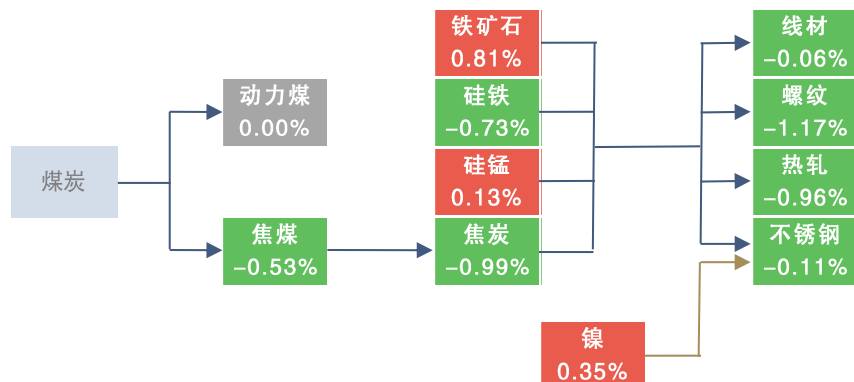 煤炭
动力煤
0.00%
焦煤
-0.53%
铁矿石
0.81%
硅铁
-0.73%
硅锰
0.13%
焦炭
-0.99%
镍
0.35%
线材
-0.06%
螺纹
-1.17%
热轧
-0.96%
不锈钢
-0.11%